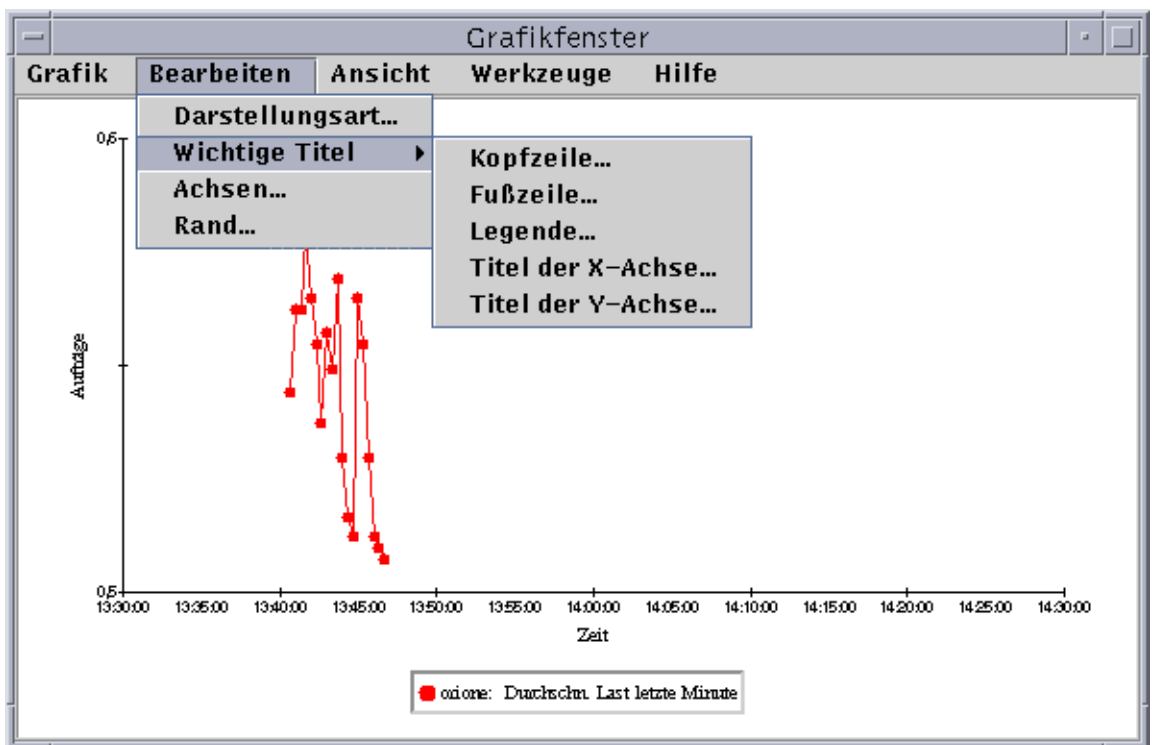 Grafikfenster
Grafik Bearbeiten Ansicht Werkzeuge Hilfe
Darstellungsart...
Wichtige Titel
Achsen...
Rand...
Kopfzeile...
Fußzeile...
Legende...
Titel der X-Achse...
Titel der Y-Achse...
0,6
Aufträge
0,5
13:30:00 13:35:00 13:40:00 13:45:00 13:50:00 13:55:00 14:00:00 14:05:00 14:10:00 14:15:00 14:20:00 14:25:00 14:30:00
Zeit
orione: Durchschn. Last letzte Minute